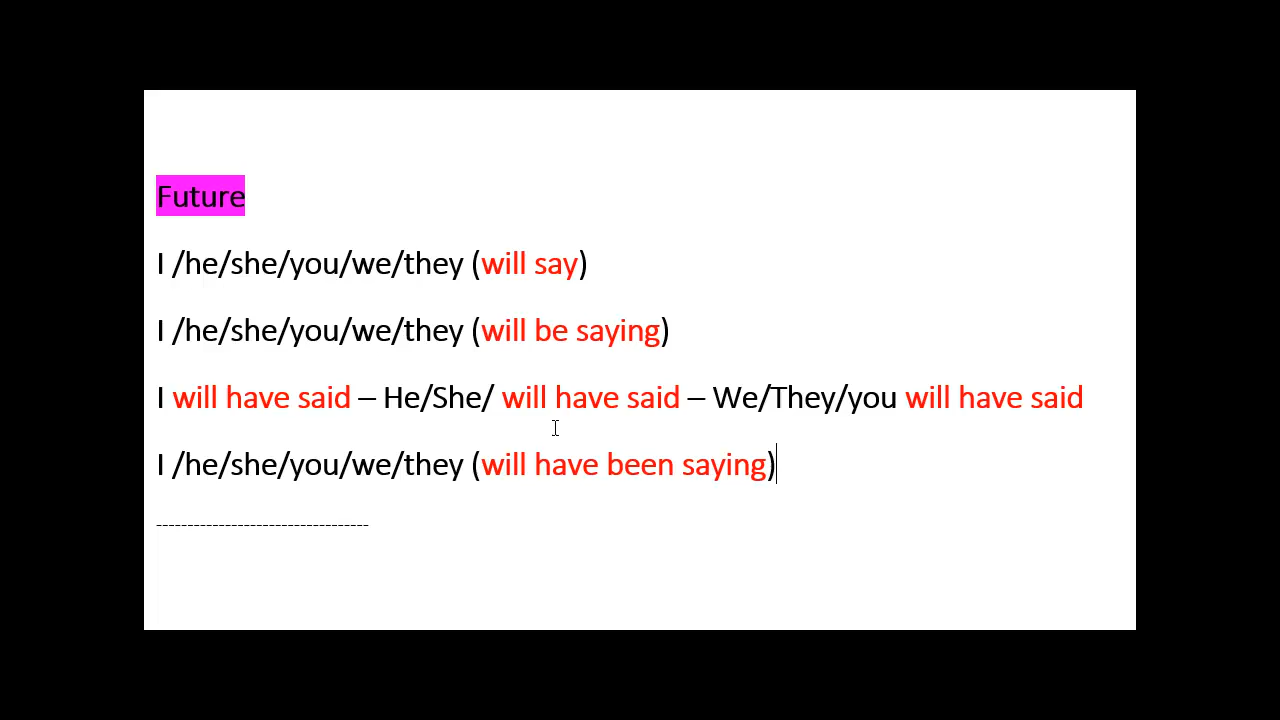 Future
I /he/she/you/we/they (will say)
I /he/she/you/we/they (will be saying)
I will have said – He/She/ will have said – We/They/you will have said
I /he/she/you/we/they (will have been saying)
----------------------------------